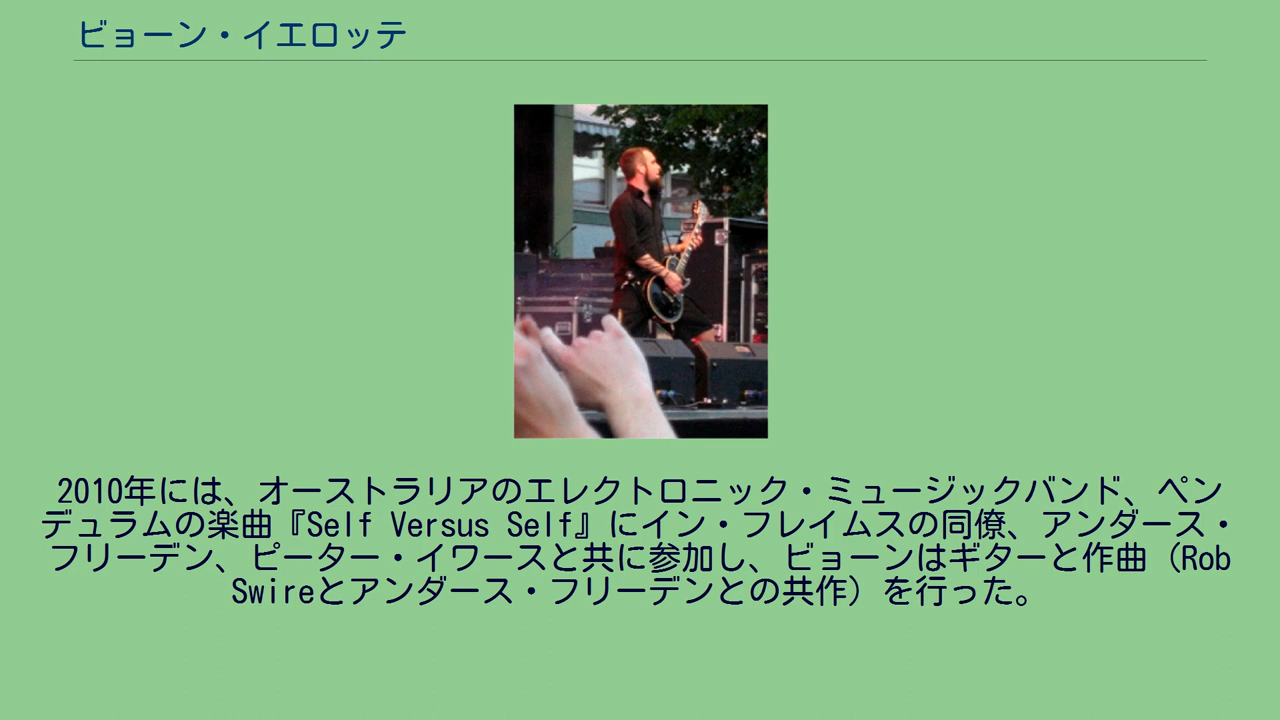 ビョーン・イエロッテ
2010年には、オーストラリアのエレクトロニック・ミュージックバンド、ペン
デュラムの楽曲『Self Versus Self』にイン・フレイムスの同僚、アンダース・
フリーデン、ピーター・イワースと共に参加し、ビョーンはギターと作曲（Rob
Swireとアンダース・フリーデンとの共作）を行った。